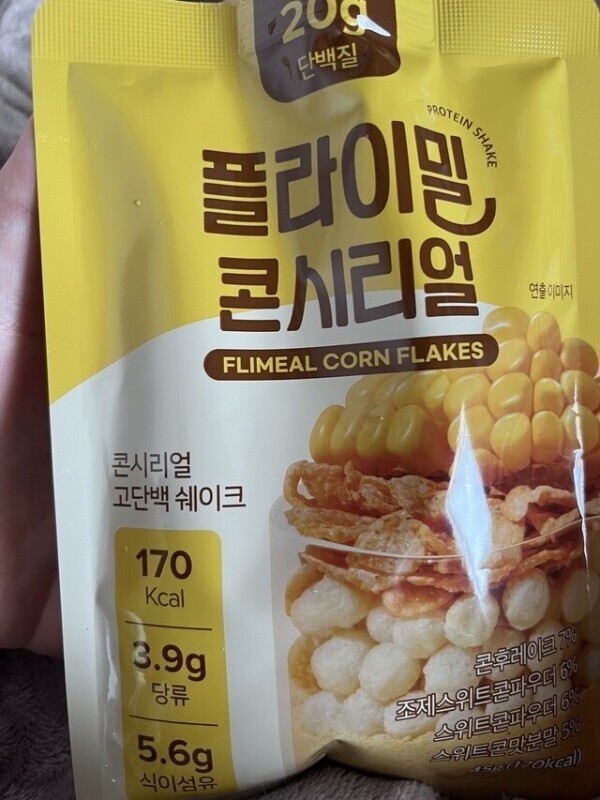 20g
단백질
PROTEIN SHAKE
플라이밀
콘시리얼
연출 이미지
FLIMEAL CORN FLAKES
콘시리얼
고단백 쉐이크
170
Kcal
3.9g
당류
5.6g
식이섬유
콘후레이크 7%
조제스위트콘파우더 6%
스위트콘파우더 6%
스위트콘맛분말 5%
45g (170kcal)